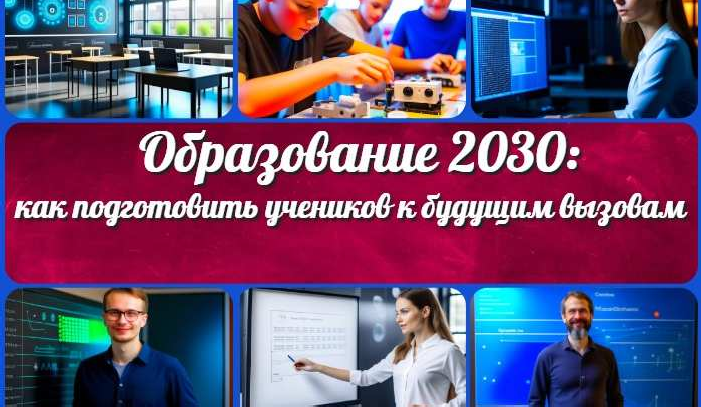 Образование 2030:
как подготовить учеников к будущим вызовам